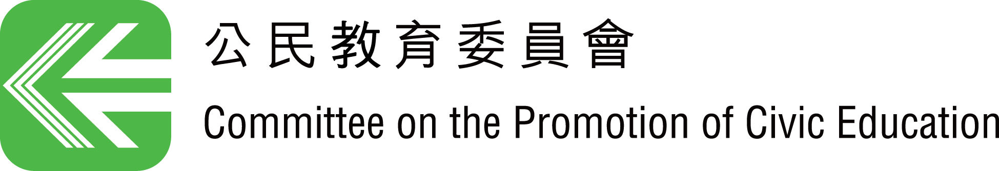 公民教育委員會
Committee on the Promotion of Civic Education